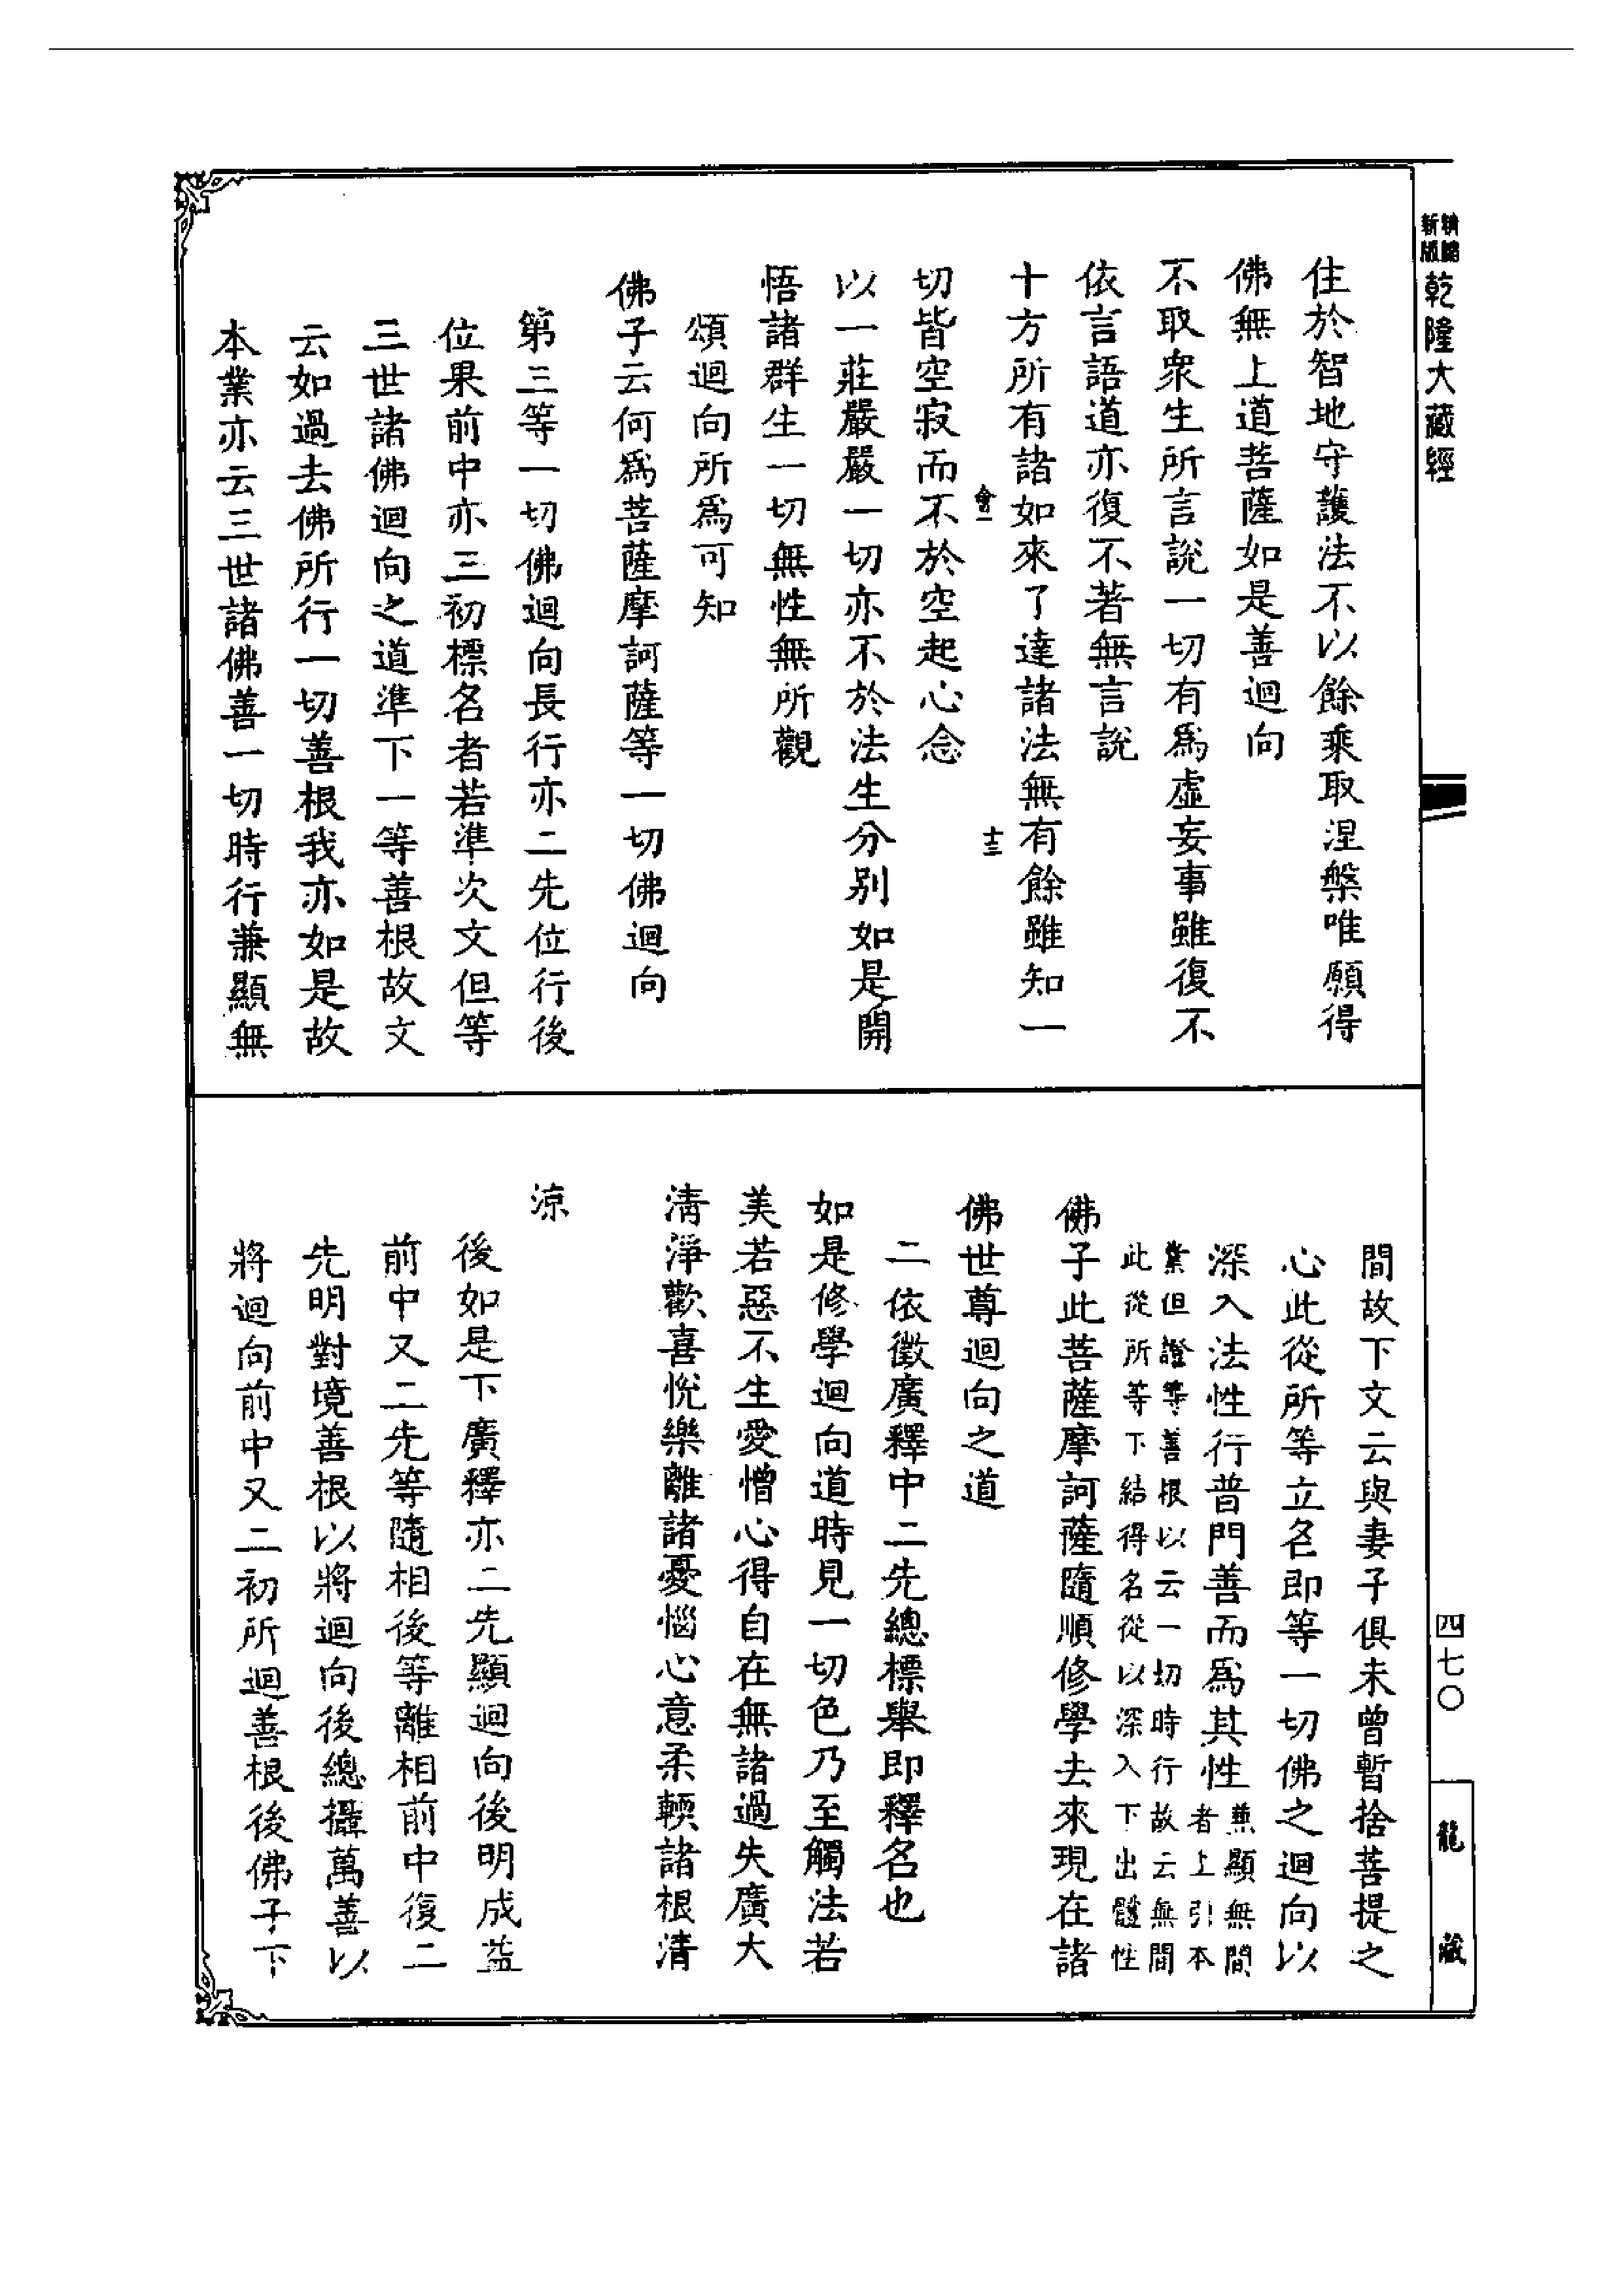 新編
新版
乾隆大藏經
住於智地守護法不以餘乘取涅槃唯願得
佛無上道菩薩如是善迴向
不取衆生所言說一切有爲虛妄事雖復不
依言語道亦復不著無言說
十方所有諸如來了達諸法無有餘雖知一
會一
十三
切皆空寂而不於空起心念
以一莊嚴嚴一切亦不於法生分別如是開
悟諸群生一切無性無所觀
頌迴向所爲可知
佛子云何爲菩薩摩訶薩等一切佛迴向
第三等一切佛迴向長行亦二先位行後
位果前中亦三初標名者若準次文但等
三世諸佛迴向之道準下一等善根故文
云如過去佛所行一切善根我亦如是故
本業亦云三世諸佛善一切時行兼顯無
間故下文云與妻子俱未曾暫捨菩提之
心此從所等立名即等一切佛之迴向以
深入法性行普門善而爲其性兼顯無間者上引本
業但證等善根以云一切時行故云無間
此從所等下結得名從以深入下出體性
佛子此菩薩摩訶薩隨順修學去來現在諸
佛世尊迴向之道
二依徵廣釋中二先總標舉即釋名也
如是修學迴向道時見一切色乃至觸法若
美若惡不生愛憎心得自在無諸過失廣大
清淨歡喜悅樂離諸憂惱心意柔輭諸根清
涼
後如是下廣釋亦二先顯迴向後明成益
前中又二先等隨相後等離相前中復二
先明對境善根以將迴向後總攝萬善以
將迴向前中又二初所迴善根後佛子下
四七〇
龍藏